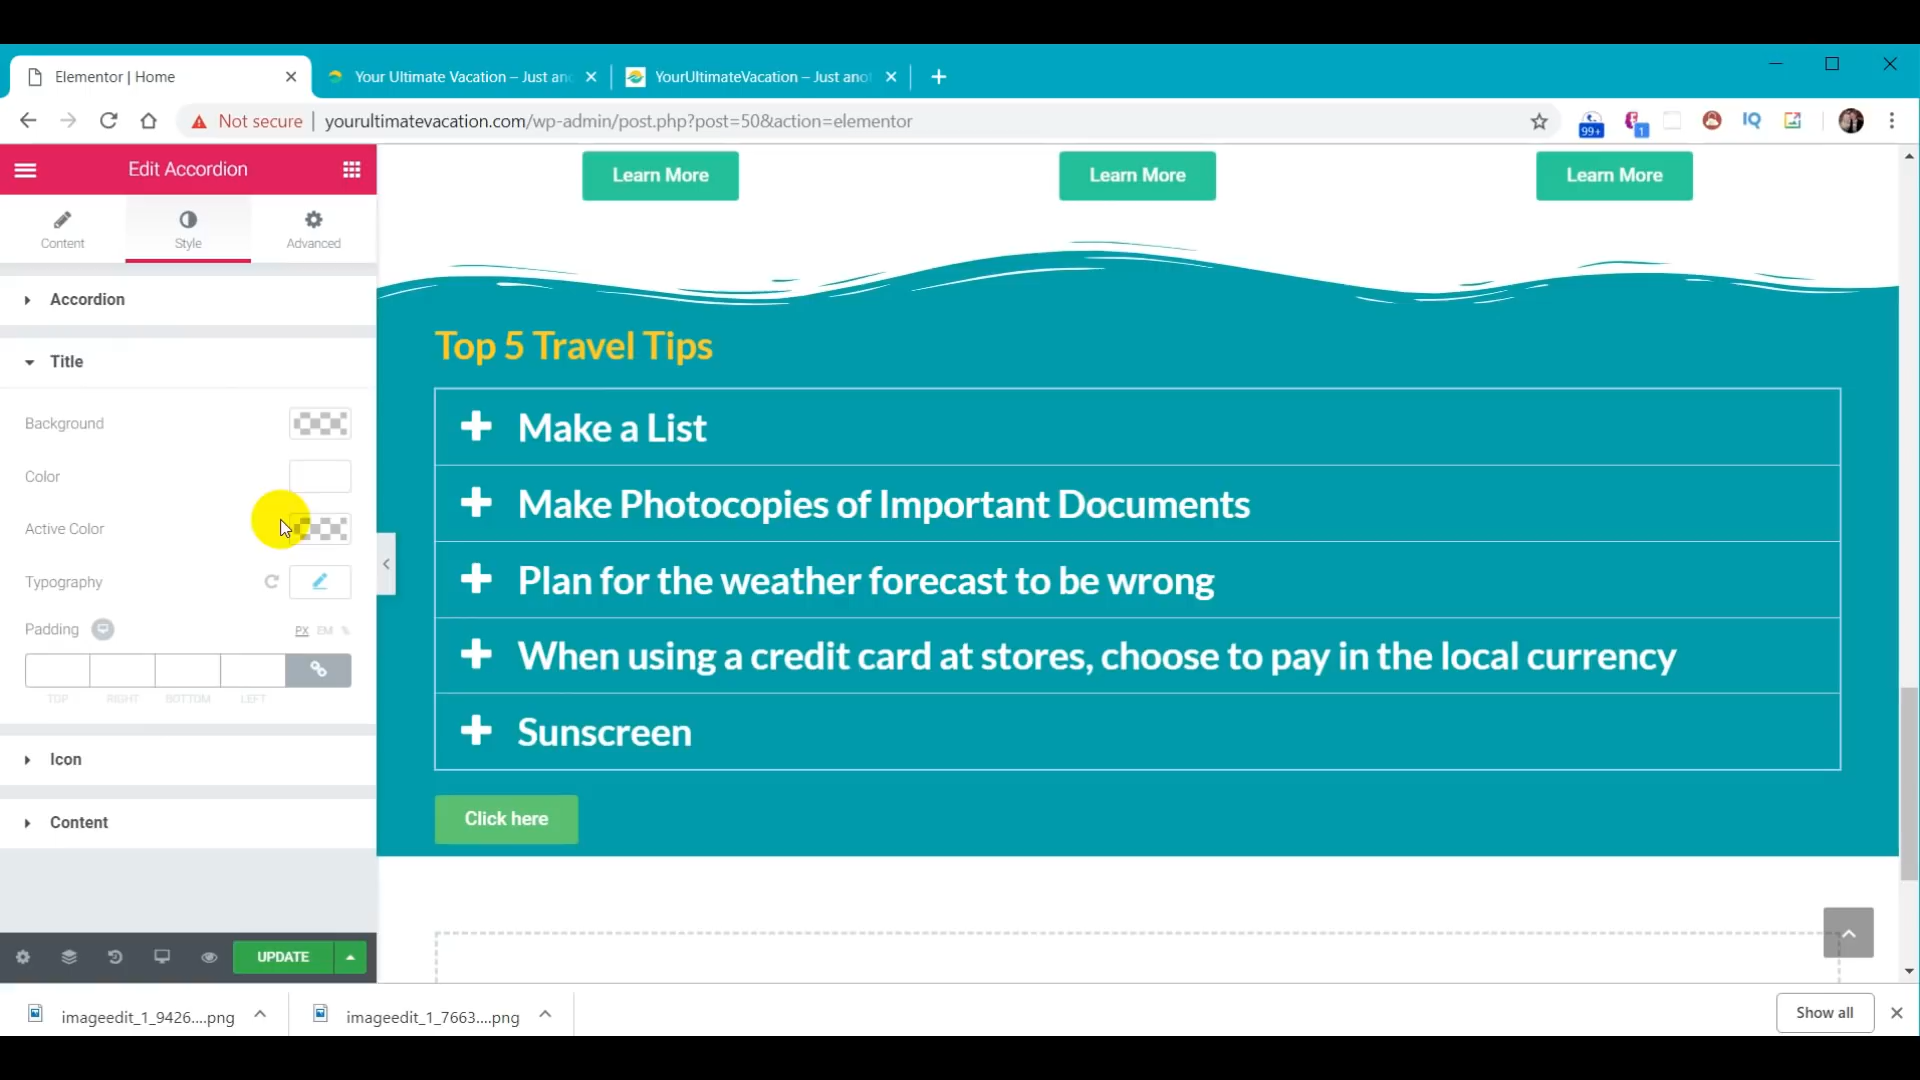 Elementor | Home
Your Ultimate Vacation – Just an
YourUltimateVacation – Just ano
Not secure
yourultimatevacation.com/wp-admin/post.php?post=50&action=elementor
99+
1
IQ
Edit Accordion
Content
Style
Advanced
Accordion
Title
Background
Color
Active Color
Typography
Padding
PX EM %
TOP RIGHT BOTTOM LEFT
Icon
Content
UPDATE
Learn More
Learn More
Learn More
Top 5 Travel Tips
Make a List
Make Photocopies of Important Documents
Plan for the weather forecast to be wrong
When using a credit card at stores, choose to pay in the local currency
Sunscreen
Click here
imageedit_1_9426....png
imageedit_1_7663....png
Show all